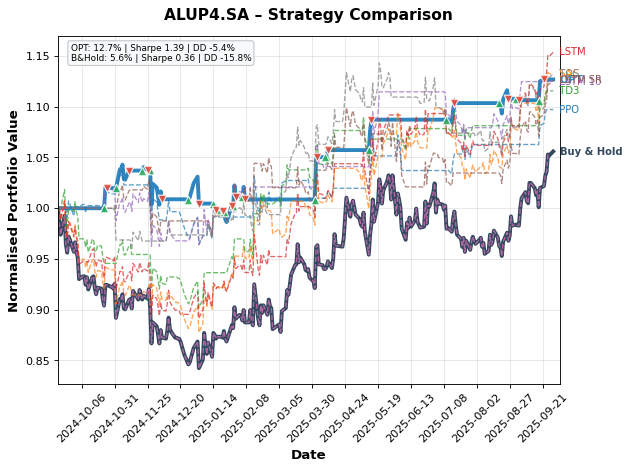 ALUP4.SA – Strategy Comparison
OPT: 12.7% | Sharpe 1.39 | DD -5.4%
B&Hold: 5.6% | Sharpe 0.36 | DD -15.8%
Normalised Portfolio Value
1.15
1.10
1.05
1.00
0.95
0.90
0.85
LSTM
TD3
PPO
Buy & Hold
2024-10-06
2024-10-31
2024-11-25
2024-12-20
2025-01-14
2025-02-08
2025-03-05
2025-03-30
2025-04-24
2025-05-19
2025-06-13
2025-07-08
2025-08-02
2025-08-27
2025-09-21
Date